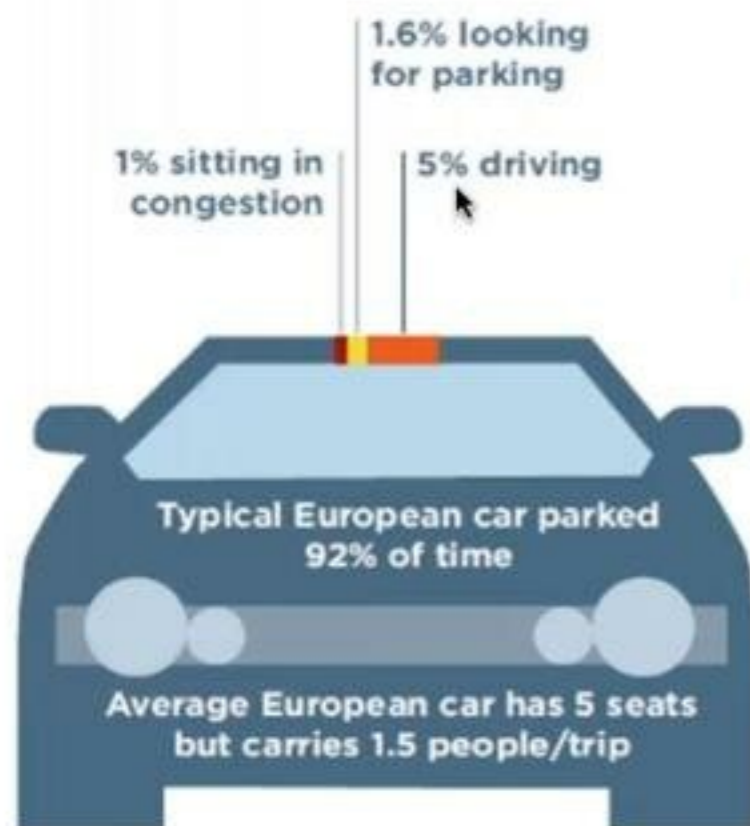 1.6% looking
for parking
1% sitting in
congestion
5% driving
Typical European car parked
92% of time
Average European car has 5 seats
but carries 1.5 people/trip